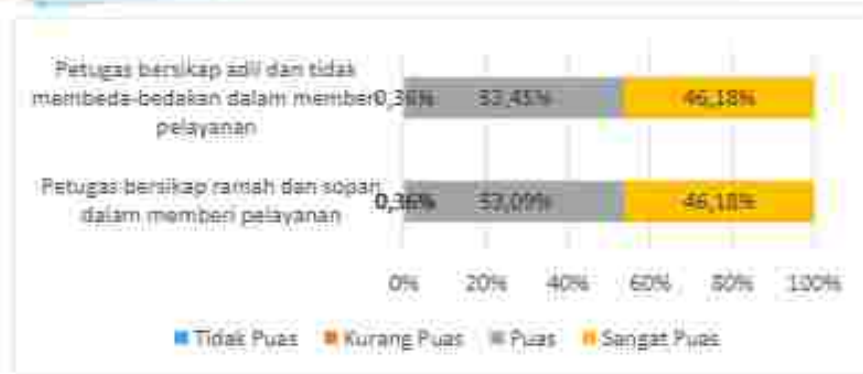 Petugas bersikap adil dan tidak
membeda-bedakan dalam memberi
pelayanan
0,36% 53,45% 46,18%
Petugas bersikap ramah dan sopan
dalam memberi pelayanan
0,36% 53,09% 46,18%
0% 20% 40% 60% 80% 100%
Tidak Puas Kurang Puas Puas Sangat Puas